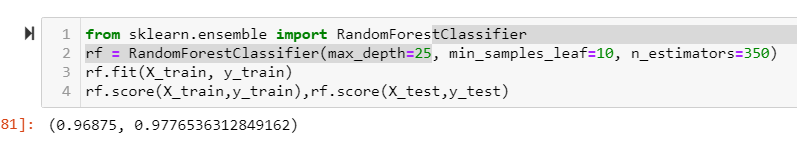 1 from sklearn.ensemble import RandomForestClassifier
2 rf = RandomForestClassifier(max_depth=25, min_samples_leaf=10, n_estimators=350)
3 rf.fit(X_train, y_train)
4 rf.score(X_train,y_train),rf.score(X_test,y_test)
81]: (0.96875, 0.9776536312849162)